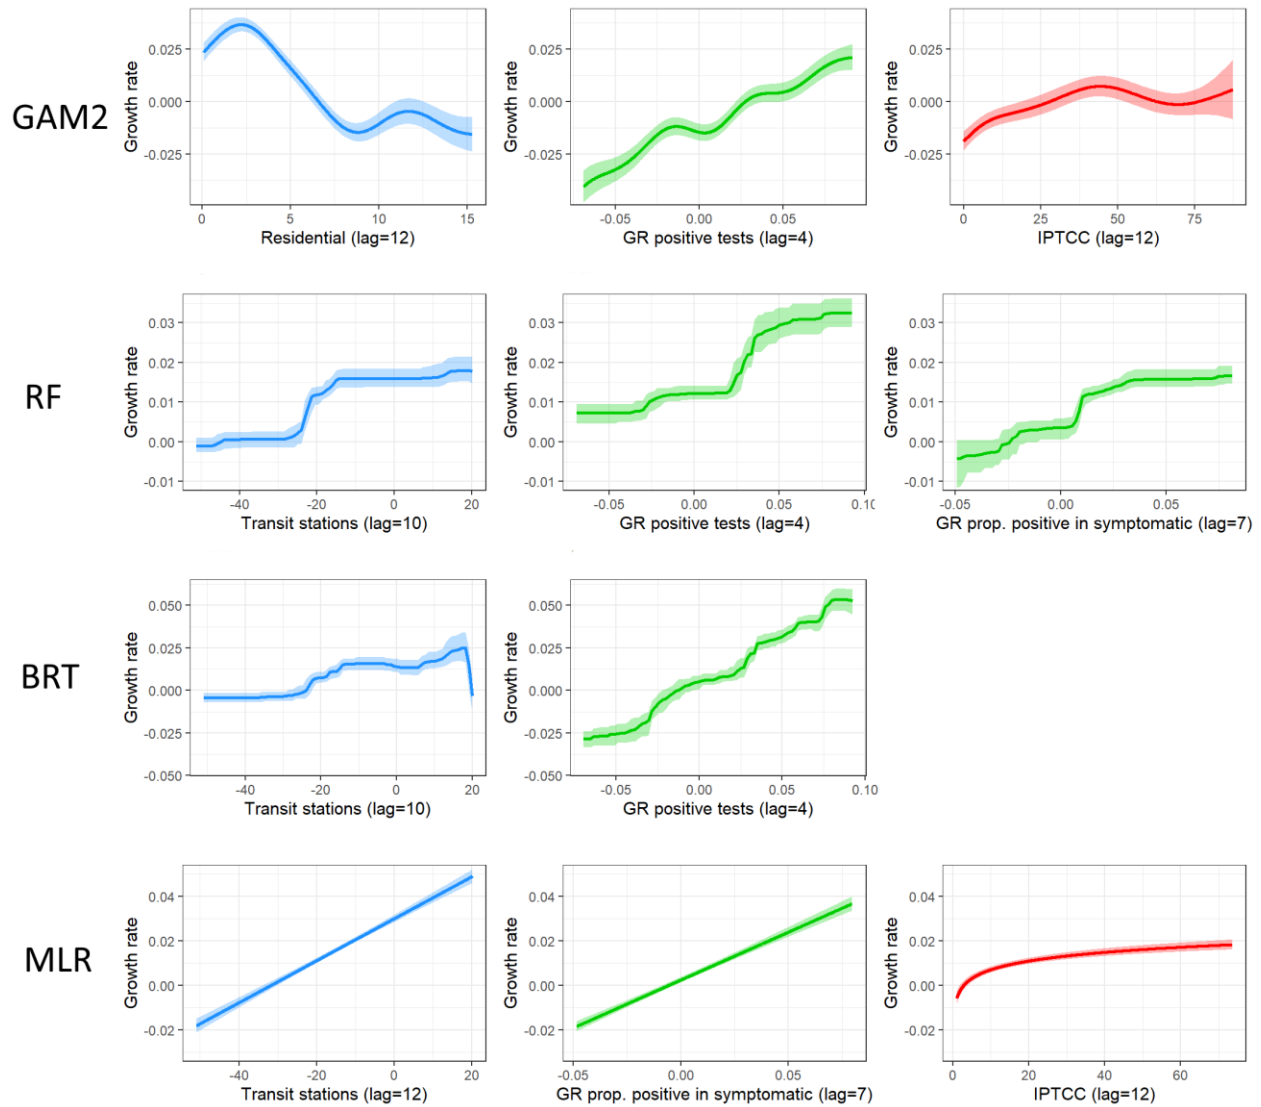 GAM2
Growth rate
0.025
0.000
-0.025
0 5 10 15
Residential (lag=12)
Growth rate
0.025
0.000
-0.025
-0.05 0.00 0.05
GR positive tests (lag=4)
Growth rate
0.025
0.000
-0.025
0 25 50 75
IPTCC (lag=12)
RF
Growth rate
0.03
0.02
0.01
0.00
-0.01
-40 -20 0 20
Transit stations (lag=10)
Growth rate
0.03
0.02
0.01
0.00
-0.01
-0.05 0.00 0.05 0.10
GR positive tests (lag=4)
Growth rate
0.03
0.02
0.01
0.00
-0.01
-0.05 0.00 0.05
GR prop. positive in symptomatic (lag=7)
BRT
Growth rate
0.050
0.025
0.000
-0.025
-0.050
-40 -20 0 20
Transit stations (lag=10)
Growth rate
0.050
0.025
0.000
-0.025
-0.050
-0.05 0.00 0.05 0.10
GR positive tests (lag=4)
MLR
Growth rate
0.04
0.02
0.00
-0.02
-40 -20 0 20
Transit stations (lag=12)
Growth rate
0.04
0.02
0.00
-0.02
-0.05 0.00 0.05
GR prop. positive in symptomatic (lag=7)
Growth rate
0.04
0.02
0.00
-0.02
0 20 40 60
IPTCC (lag=12)